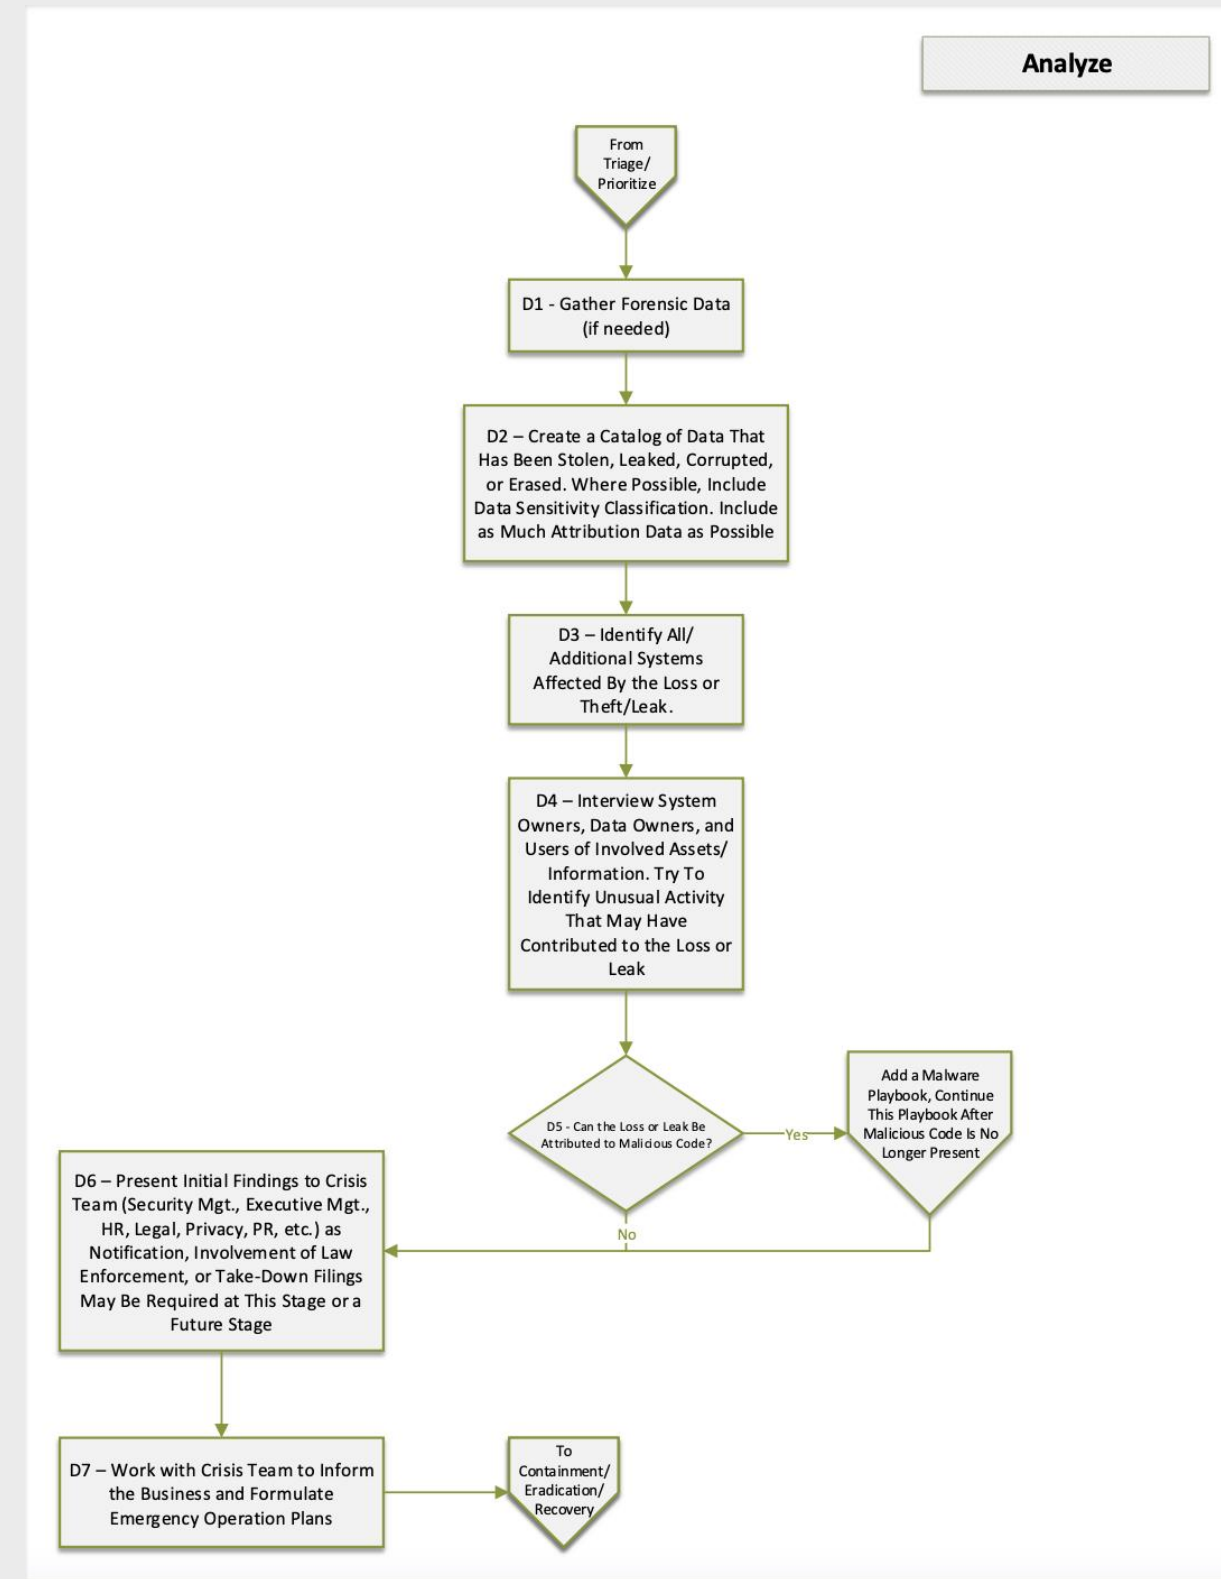 Analyze
From
Triage/
Prioritize
D1 - Gather Forensic Data
(if needed)
D2 – Create a Catalog of Data That
Has Been Stolen, Leaked, Corrupted,
or Erased. Where Possible, Include
Data Sensitivity Classification. Include
as Much Attribution Data as Possible
D3 – Identify All/
Additional Systems
Affected By the Loss or
Theft/Leak.
D4 – Interview System
Owners, Data Owners, and
Users of Involved Assets/
Information. Try To
Identify Unusual Activity
That May Have
Contributed to the Loss or
Leak
D5 - Can the Loss or Leak Be
Attributed to Malicious Code?
Yes
Add a Malware
Playbook, Continue
This Playbook After
Malicious Code Is No
Longer Present
No
D6 – Present Initial Findings to Crisis
Team (Security Mgt., Executive Mgt.,
HR, Legal, Privacy, PR, etc.) as
Notification, Involvement of Law
Enforcement, or Take-Down Filings
May Be Required at This Stage or a
Future Stage
D7 – Work with Crisis Team to Inform
the Business and Formulate
Emergency Operation Plans
To
Containment/
Eradication/
Recovery